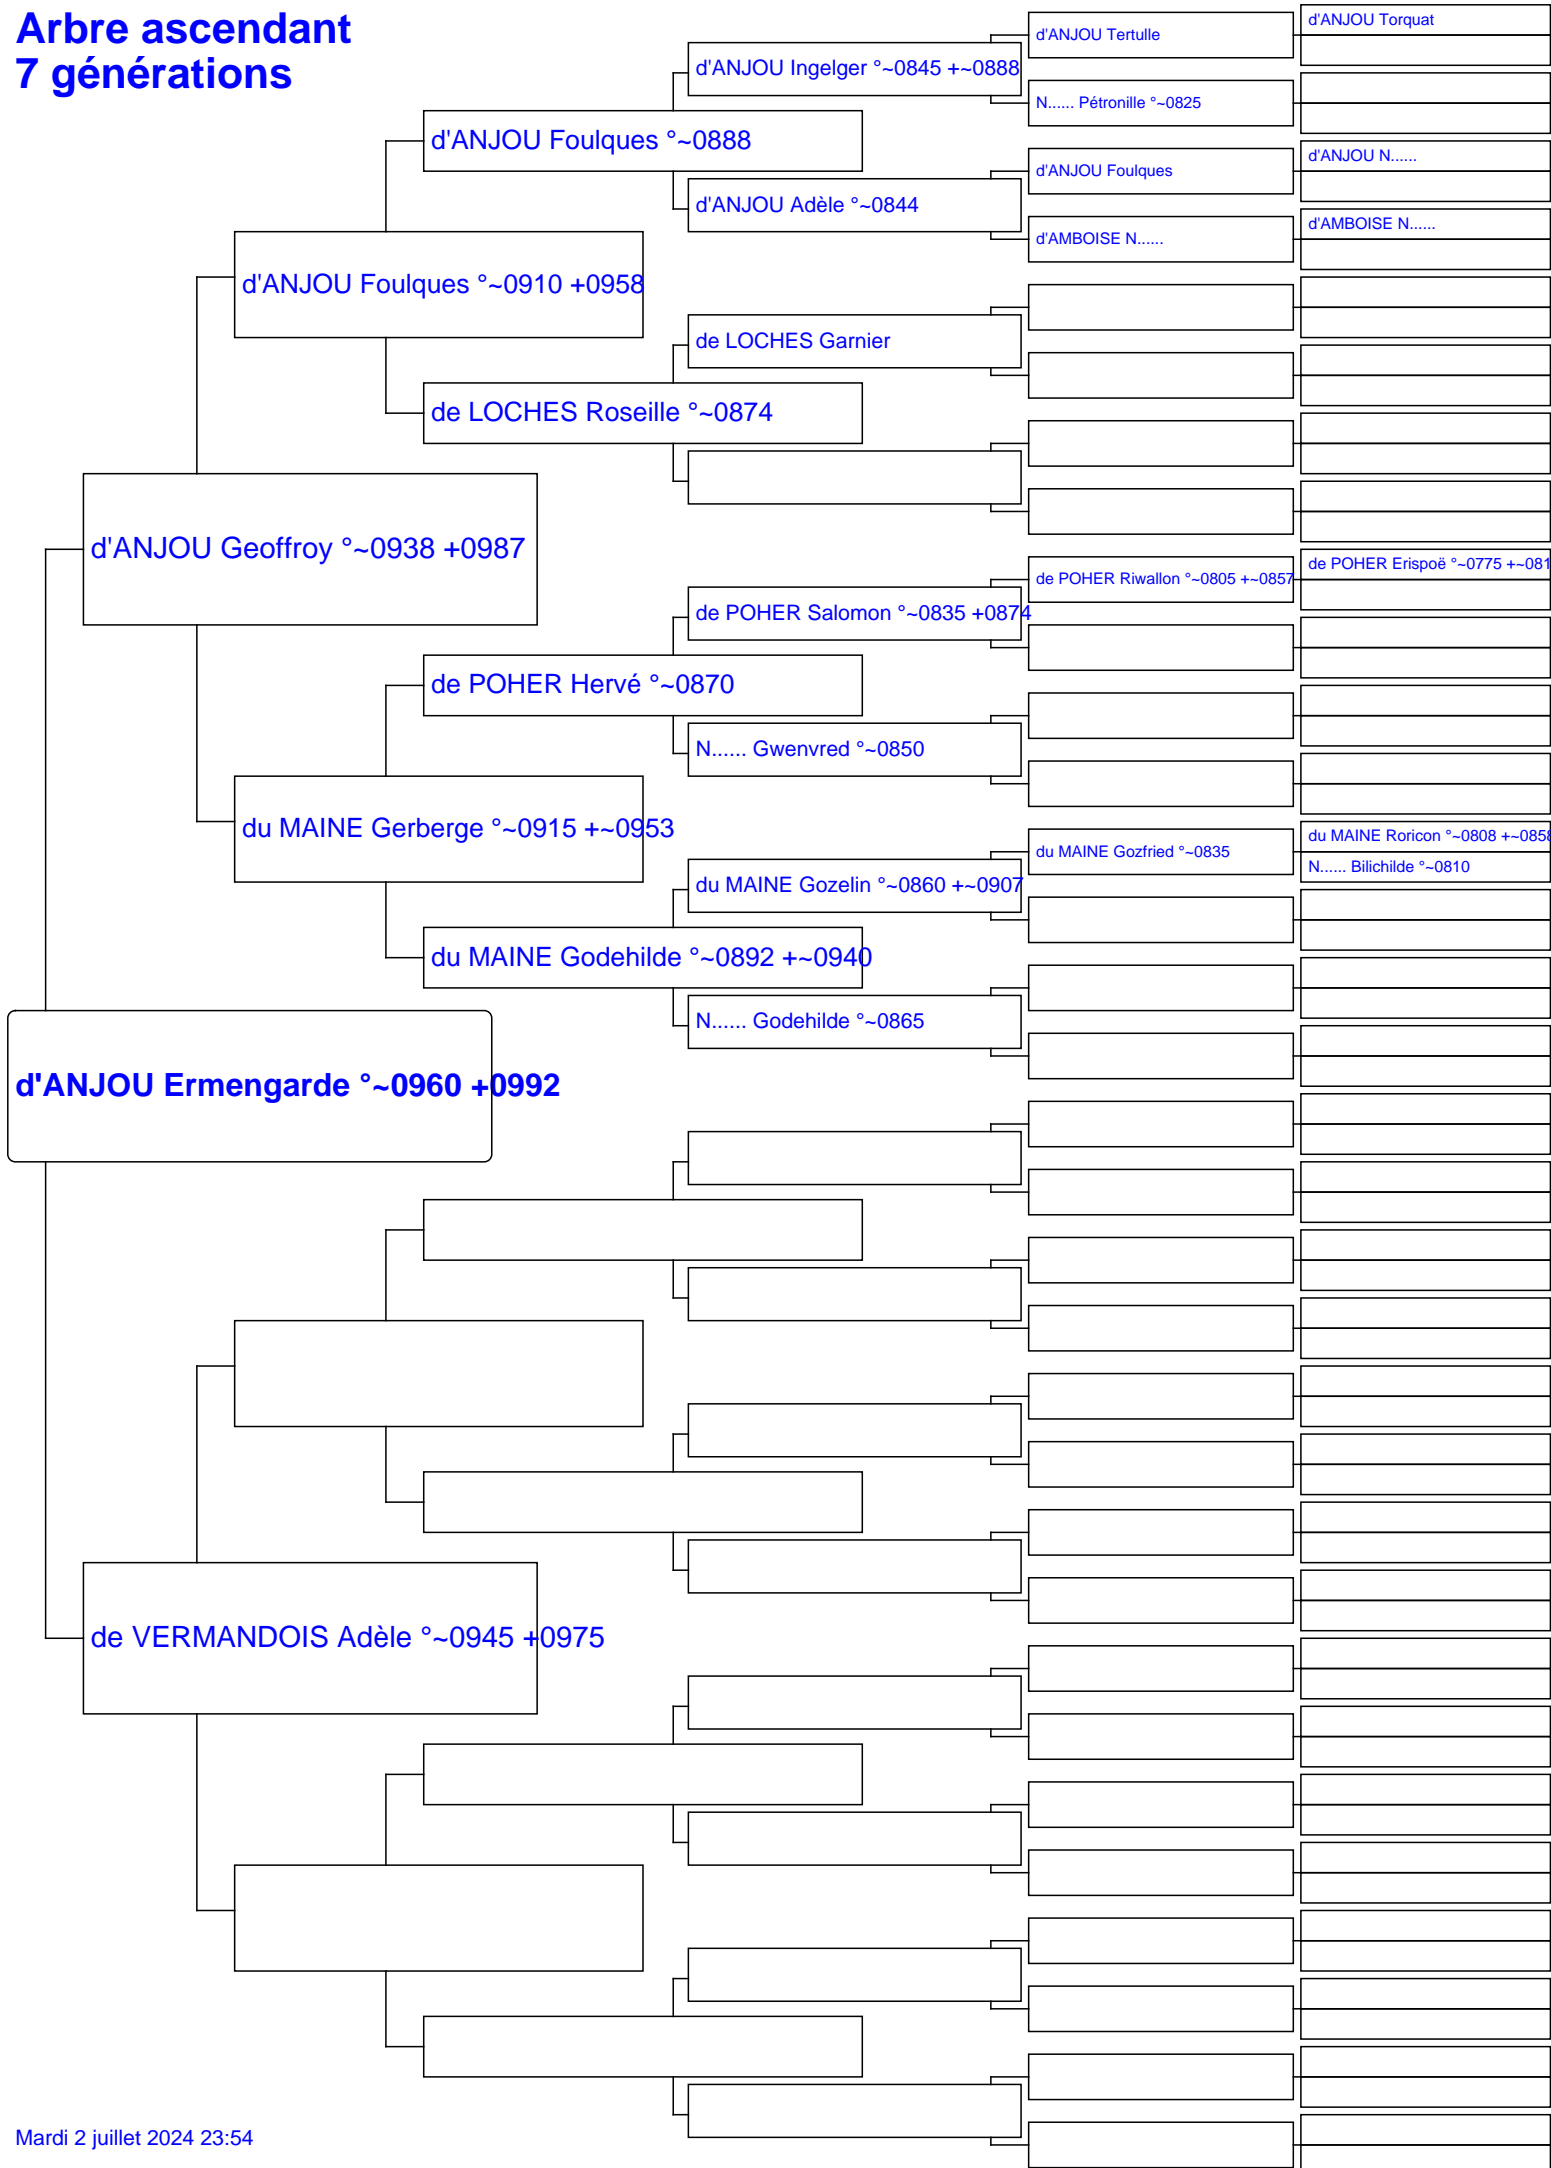 Arbre ascendant
7 générations
d'ANJOU Torquat
d'ANJOU Tertulle
d'ANJOU Ingelger °~0845 +~0888
N...... Pétronille °~0825
d'ANJOU Foulques °~0888
d'ANJOU N......
d'ANJOU Foulques
d'ANJOU Adèle °~0844
d'AMBOISE N......
d'AMBOISE N......
d'ANJOU Foulques °~0910 +0958
de LOCHES Garnier
de LOCHES Roseille °~0874
d'ANJOU Geoffroy °~0938 +0987
de POHER Erispoë °~0775 +~081
de POHER Riwallon °~0805 +~0857
de POHER Salomon °~0835 +0874
de POHER Hervé °~0870
N...... Gwenvred °~0850
du MAINE Gerberge °~0915 +~0953
du MAINE Roricon °~0808 +~0858
du MAINE Gozfried °~0835
N...... Bilichilde °~0810
du MAINE Gozelin °~0860 +~0907
du MAINE Godehilde °~0892 +~0940
N...... Godehilde °~0865
d'ANJOU Ermengarde °~0960 +0992
de VERMANDOIS Adèle °~0945 +0975
Mardi 2 juillet 2024 23:54